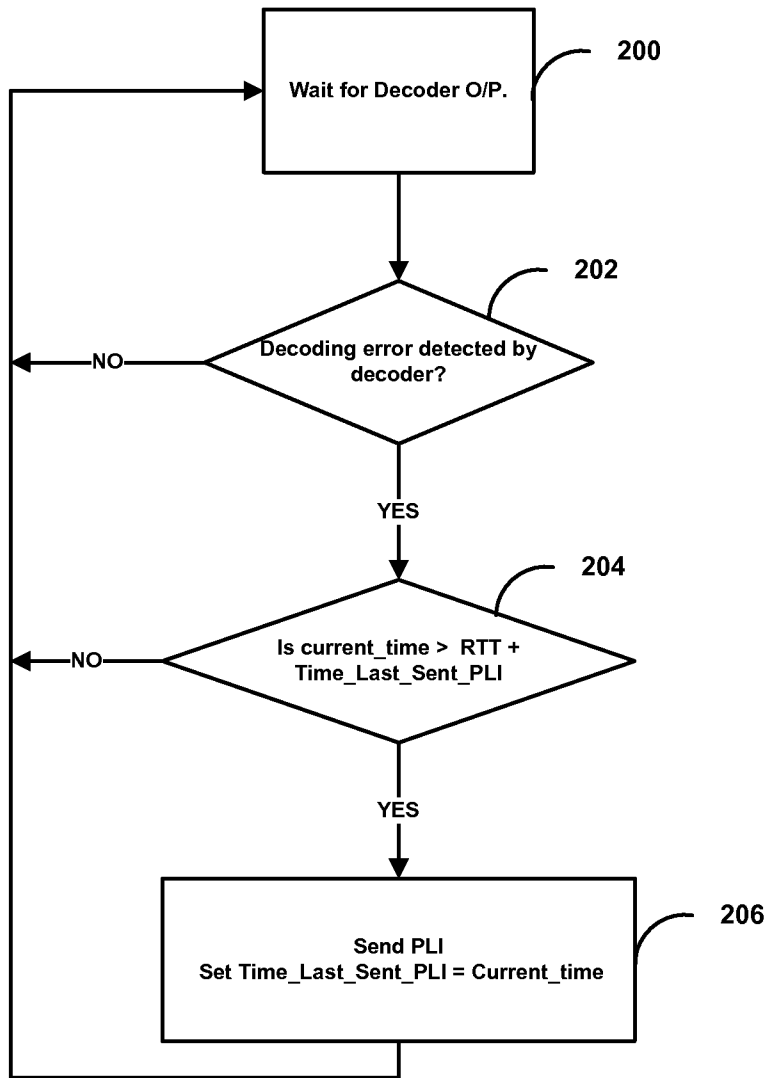 200
Wait for Decoder O/P.
202
Decoding error detected by
decoder?
NO
YES
204
Is current_time > RTT +
Time_Last_Sent_PLI
NO
YES
206
Send PLI
Set Time_Last_Sent_PLI = Current_time